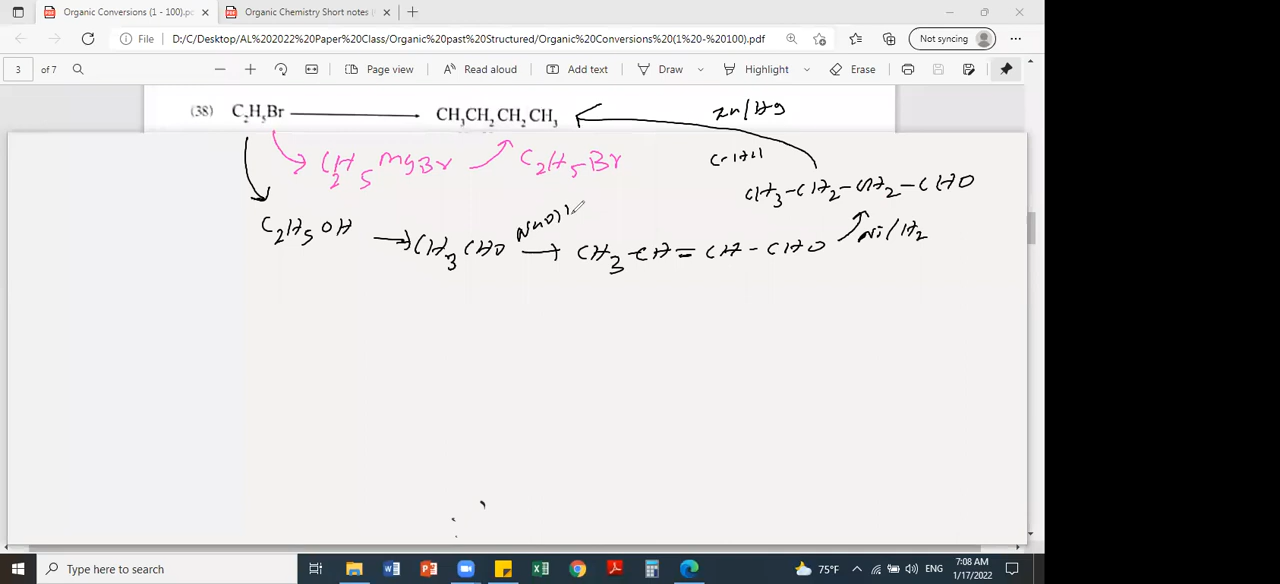 Organic Conversions (1 - 100).pc
Organic Chemistry Short notes
Not syncing
File D:/C/Desktop/AL%202022%20Paper%20Class/Organic%20past%20Structured/Organic%20Conversions%20(1%20-%20100).pdf
3 of 7 Page view Read aloud Add text Draw Highlight Erase
(38) C₂H₅Br CH₃CH₂CH₂CH₃
Zn/Hg
C₂H₅MgBr C₂H₅Br
CH₃-CH₂-CH₂-CHO
C₂H₅OH
Ni/H₂
CH₃CHO CH₃-CH=CH-CHO
Type here to search
75°F ENG 7:08 AM
1/17/2022